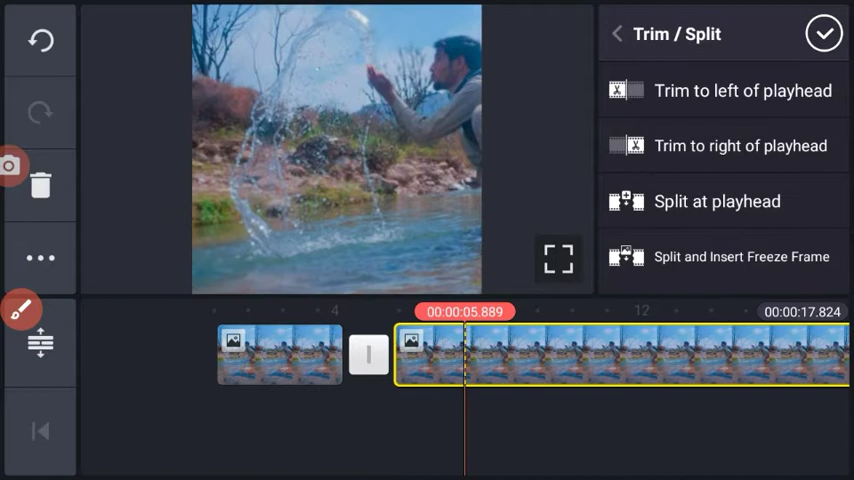 Trim / Split
Trim to left of playhead
Trim to right of playhead
Split at playhead
Split and Insert Freeze Frame
4
00:00:05.889
12
00:00:17.824